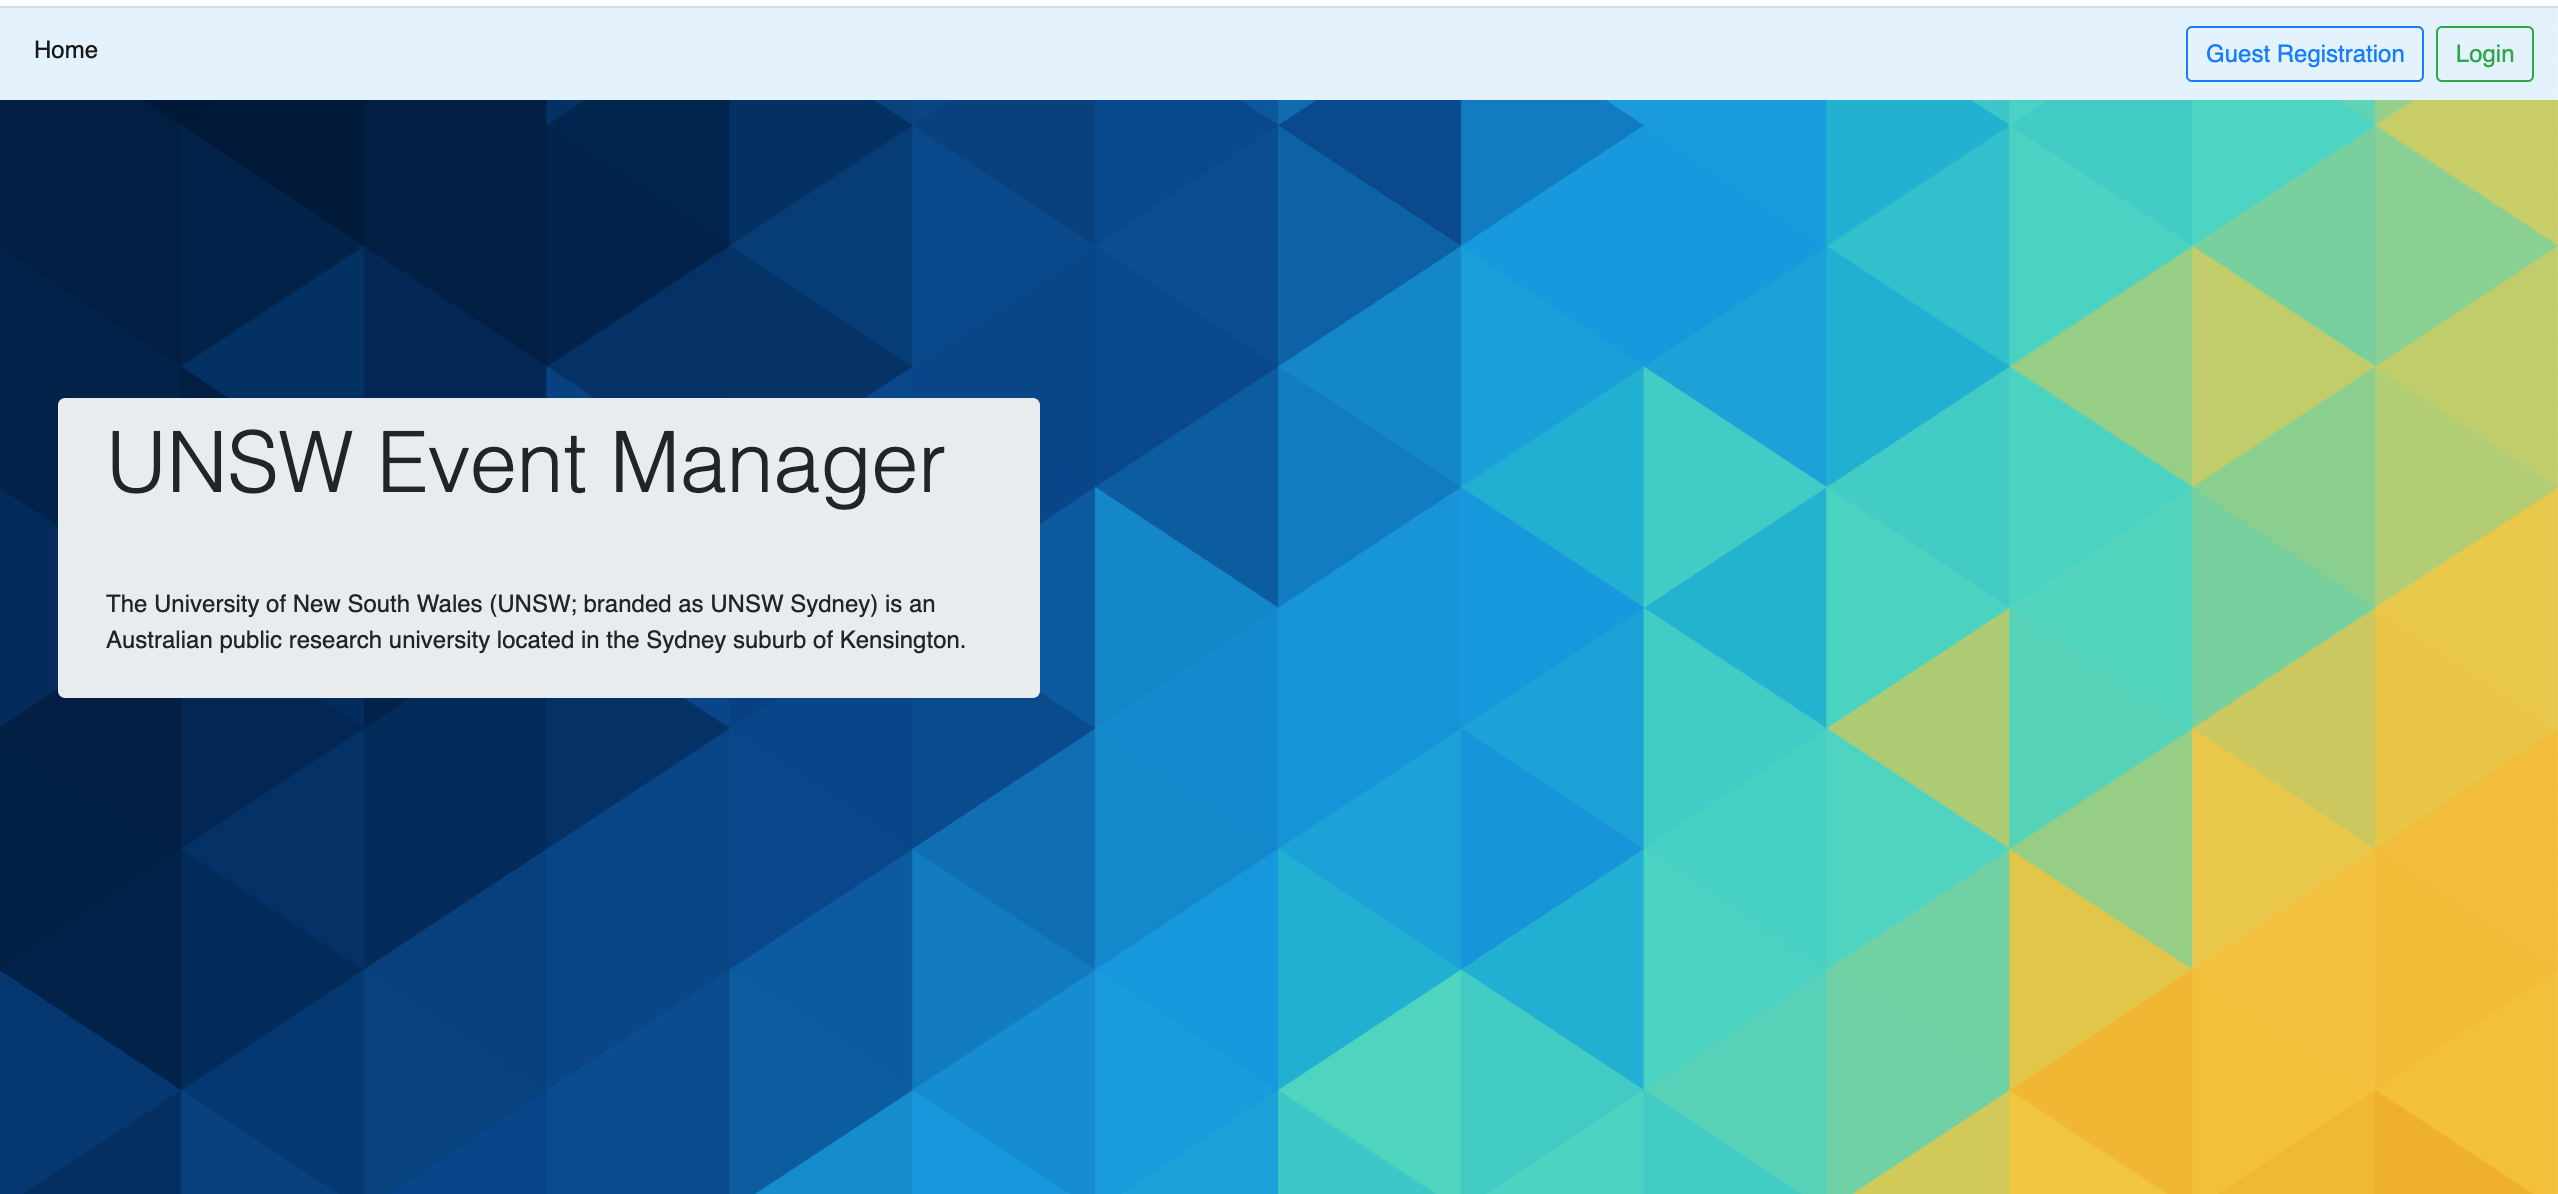 Home
Guest Registration
Login
UNSW Event Manager
The University of New South Wales (UNSW; branded as UNSW Sydney) is an
Australian public research university located in the Sydney suburb of Kensington.